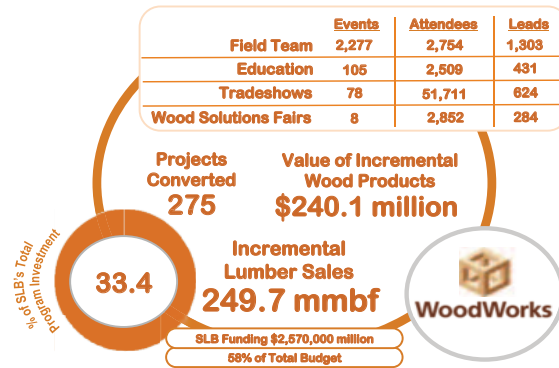 Events Attendees Leads
Field Team 2,277 2,754 1,303
Education 105 2,509 431
Tradeshows 78 51,711 624
Wood Solutions Fairs 8 2,852 284
Projects
Converted
275
Value of Incremental
Wood Products
$240.1 million
% of SLB's Total
Program Investment
33.4
Incremental
Lumber Sales
249.7 mmbf
WoodWorks
SLB Funding $2,570,000 million
58% of Total Budget